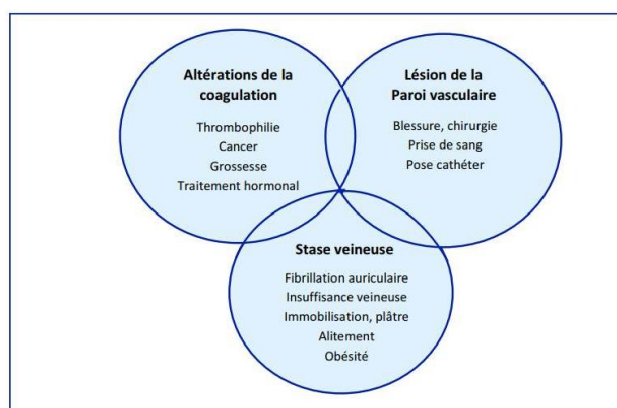 Altérations de la
coagulation
Thrombophilie
Cancer
Grossesse
Traitement hormonal
Lésion de la
Paroi vasculaire
Blessure, chirurgie
Prise de sang
Pose cathéter
Stase veineuse
Fibrillation auriculaire
Insuffisance veineuse
Immobilisation, plâtre
Alitement
Obésité